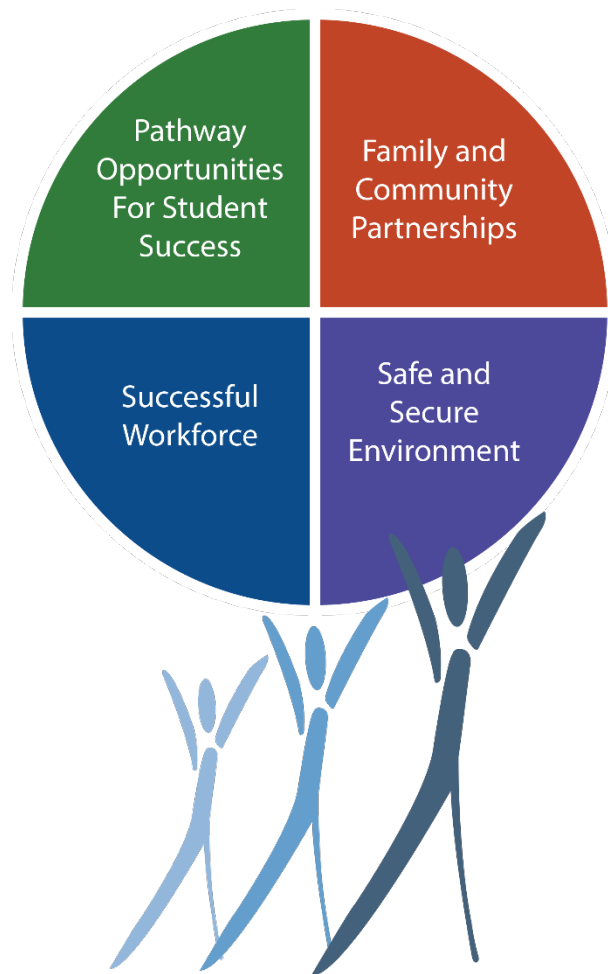 Pathway
Opportunities
For Student
Success
Family and
Community
Partnerships
Successful
Workforce
Safe and
Secure
Environment